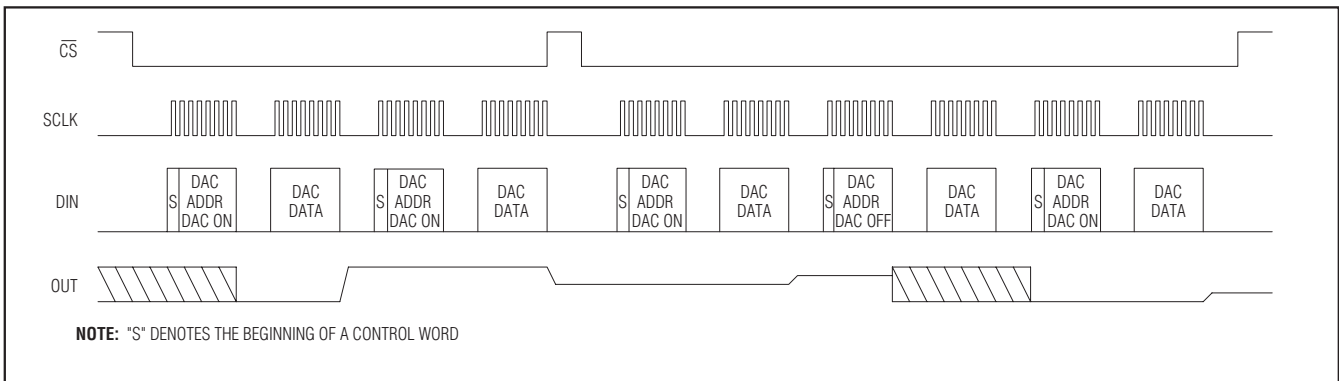 CS
SCLK
DIN
S
DAC
ADDR
DAC ON
DAC
DATA
S
DAC
ADDR
DAC ON
DAC
DATA
S
DAC
ADDR
DAC ON
DAC
DATA
S
DAC
ADDR
DAC OFF
DAC
DATA
S
DAC
ADDR
DAC ON
DAC
DATA
OUT
NOTE: "S" DENOTES THE BEGINNING OF A CONTROL WORD